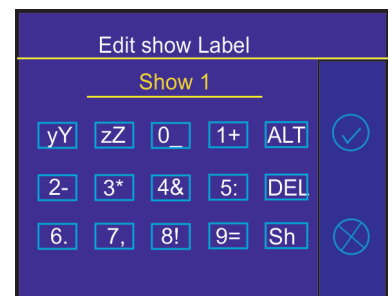 Edit show Label
Show 1
yY zZ 0_ 1+ ALT
2- 3* 4& 5: DEL
6. 7, 8! 9= Sh